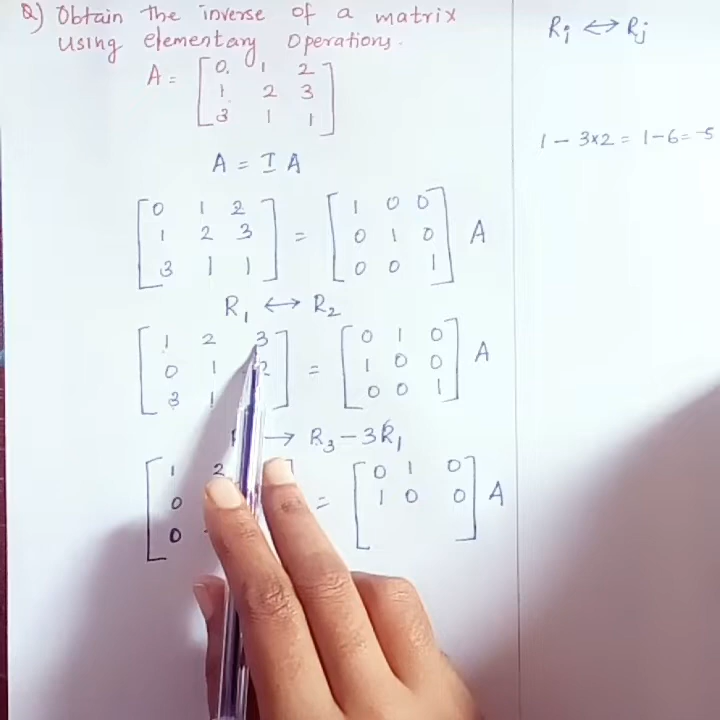 Q) Obtain the inverse of a matrix
using elementary operations.
A = [0 1 2
1 2 3
3 1 1]
A = I A
[0 1 2
1 2 3
3 1 1] = [1 0 0
0 1 0
0 0 1] A
R₁ ↔ R₂
[1 2 3
0 1 2
3 1] = [0 1 0
1 0 0
0 0 1] A
→ R₃ − 3R₁
[1 2
0
0] = [0 1 0
1 0 0] A
Rᵢ ↔ Rⱼ
1 − 3×2 = 1−6 = −5